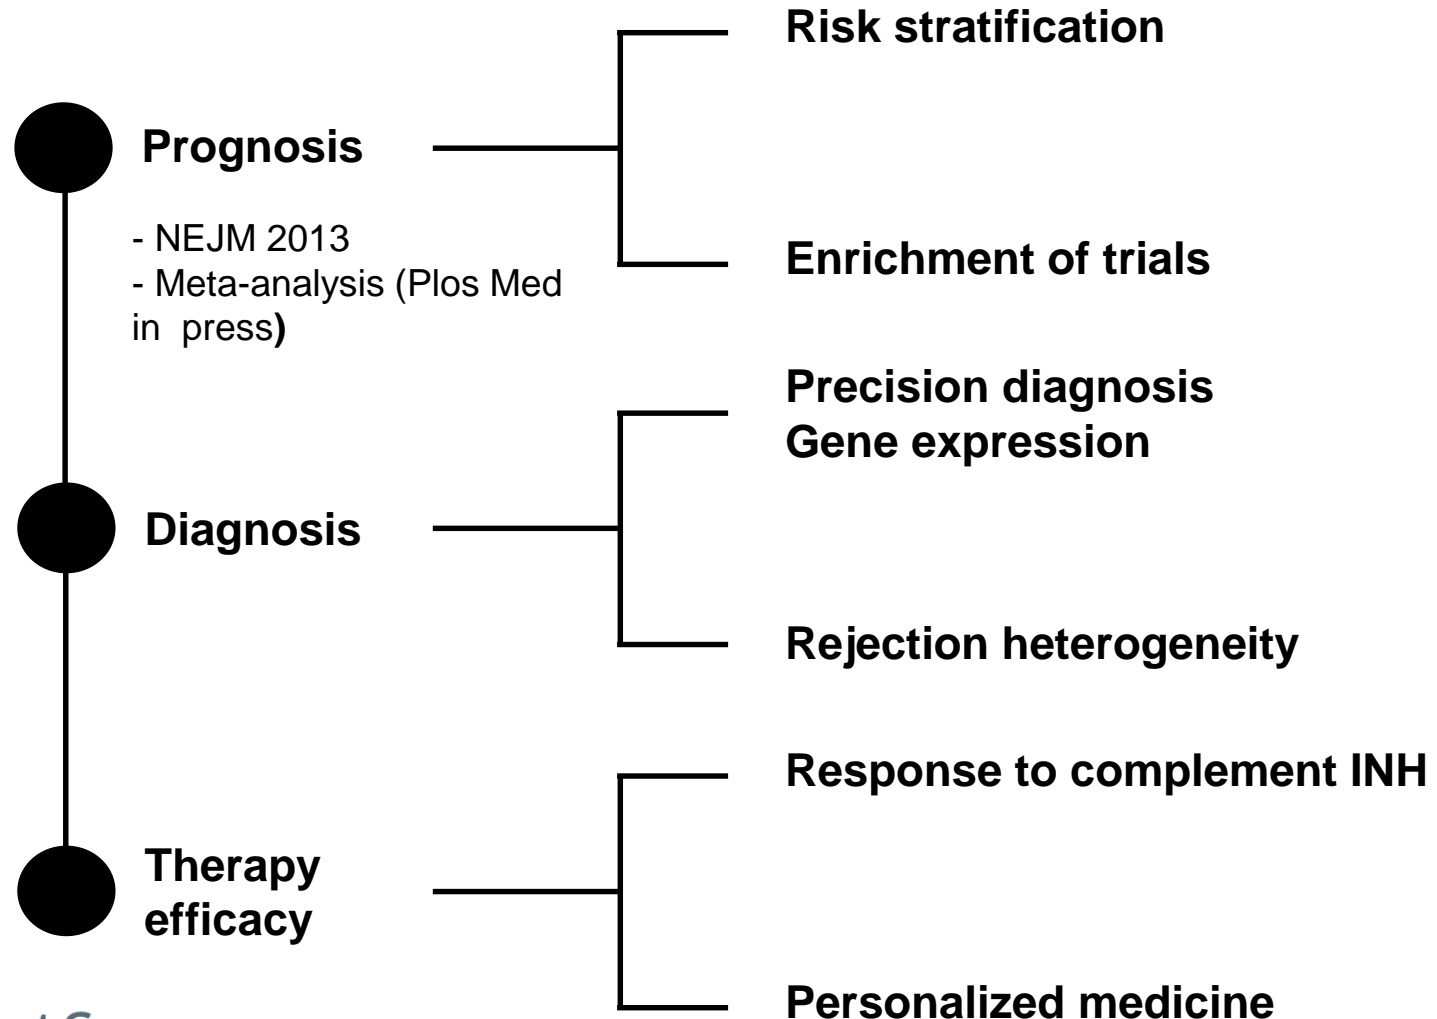 Risk stratification
Prognosis
- NEJM 2013
- Meta-analysis (Plos Med
in press)
Enrichment of trials
Precision diagnosis
Gene expression
Diagnosis
Rejection heterogeneity
Response to complement INH
Therapy
efficacy
Personalized medicine